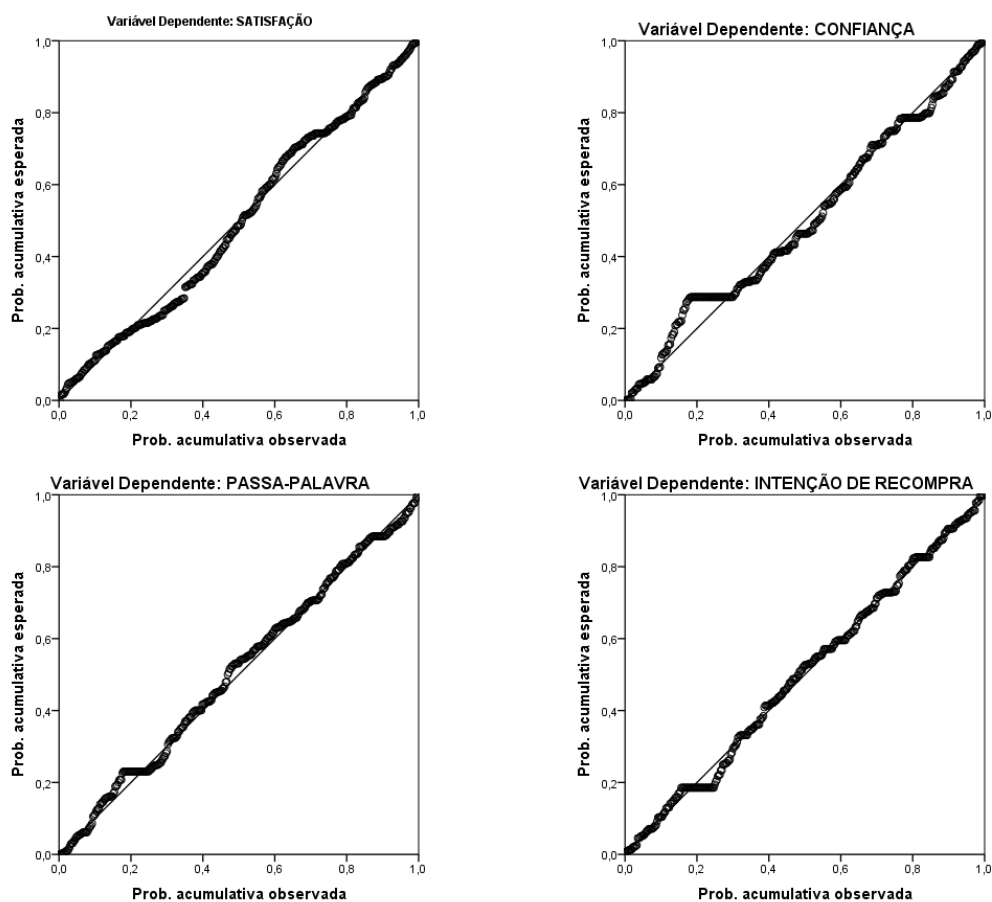 Variável Dependente: SATISFAÇÃO
1,0
0,8
0,6
0,4
0,2
0,0
Prob. acumulativa esperada
0,0 0,2 0,4 0,6 0,8 1,0
Prob. acumulativa observada
Variável Dependente: CONFIANÇA
1,0
0,8
0,6
0,4
0,2
0,0
Prob. acumulativa esperada
0,0 0,2 0,4 0,6 0,8 1,0
Prob. acumulativa observada
Variável Dependente: PASSA-PALAVRA
1,0
0,8
0,6
0,4
0,2
0,0
Prob. acumulativa esperada
0,0 0,2 0,4 0,6 0,8 1,0
Prob. acumulativa observada
Variável Dependente: INTENÇÃO DE RECOMPRA
1,0
0,8
0,6
0,4
0,2
0,0
Prob. acumulativa esperada
0,0 0,2 0,4 0,6 0,8 1,0
Prob. acumulativa observada